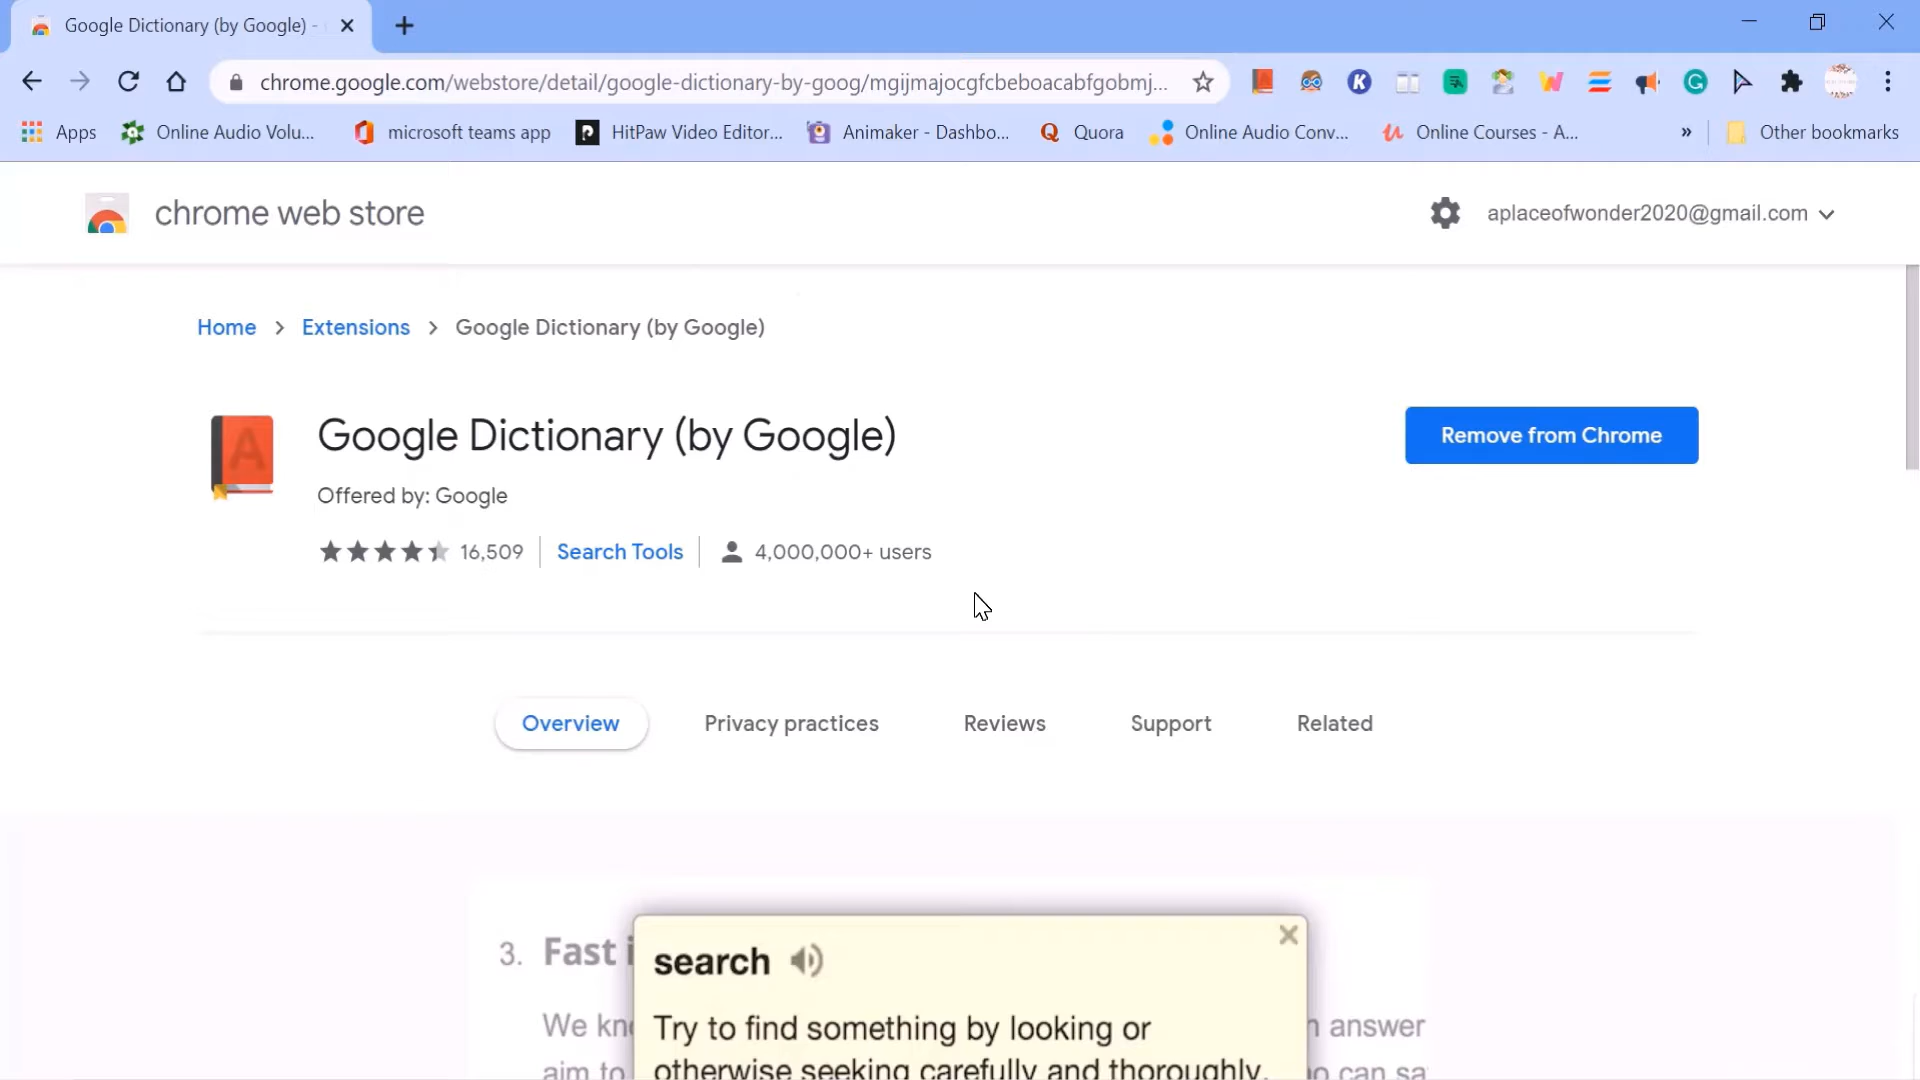 Google Dictionary (by Google) -
chrome.google.com/webstore/detail/google-dictionary-by-goog/mgijmajocgfcbeboacabfgobmj...
Apps
Online Audio Volu...
microsoft teams app
HitPaw Video Editor...
Animaker - Dashbo...
Quora
Online Audio Conv...
Online Courses - A...
»
Other bookmarks
chrome web store
aplaceofwonder2020@gmail.com
Home > Extensions > Google Dictionary (by Google)
Google Dictionary (by Google)
Remove from Chrome
Offered by: Google
16,509
Search Tools
4,000,000+ users
Overview
Privacy practices
Reviews
Support
Related
3. Fast i
search
We kn
Try to find something by looking or
answer
aim to
otherwise seeking carefully and thoroughly.
can sa